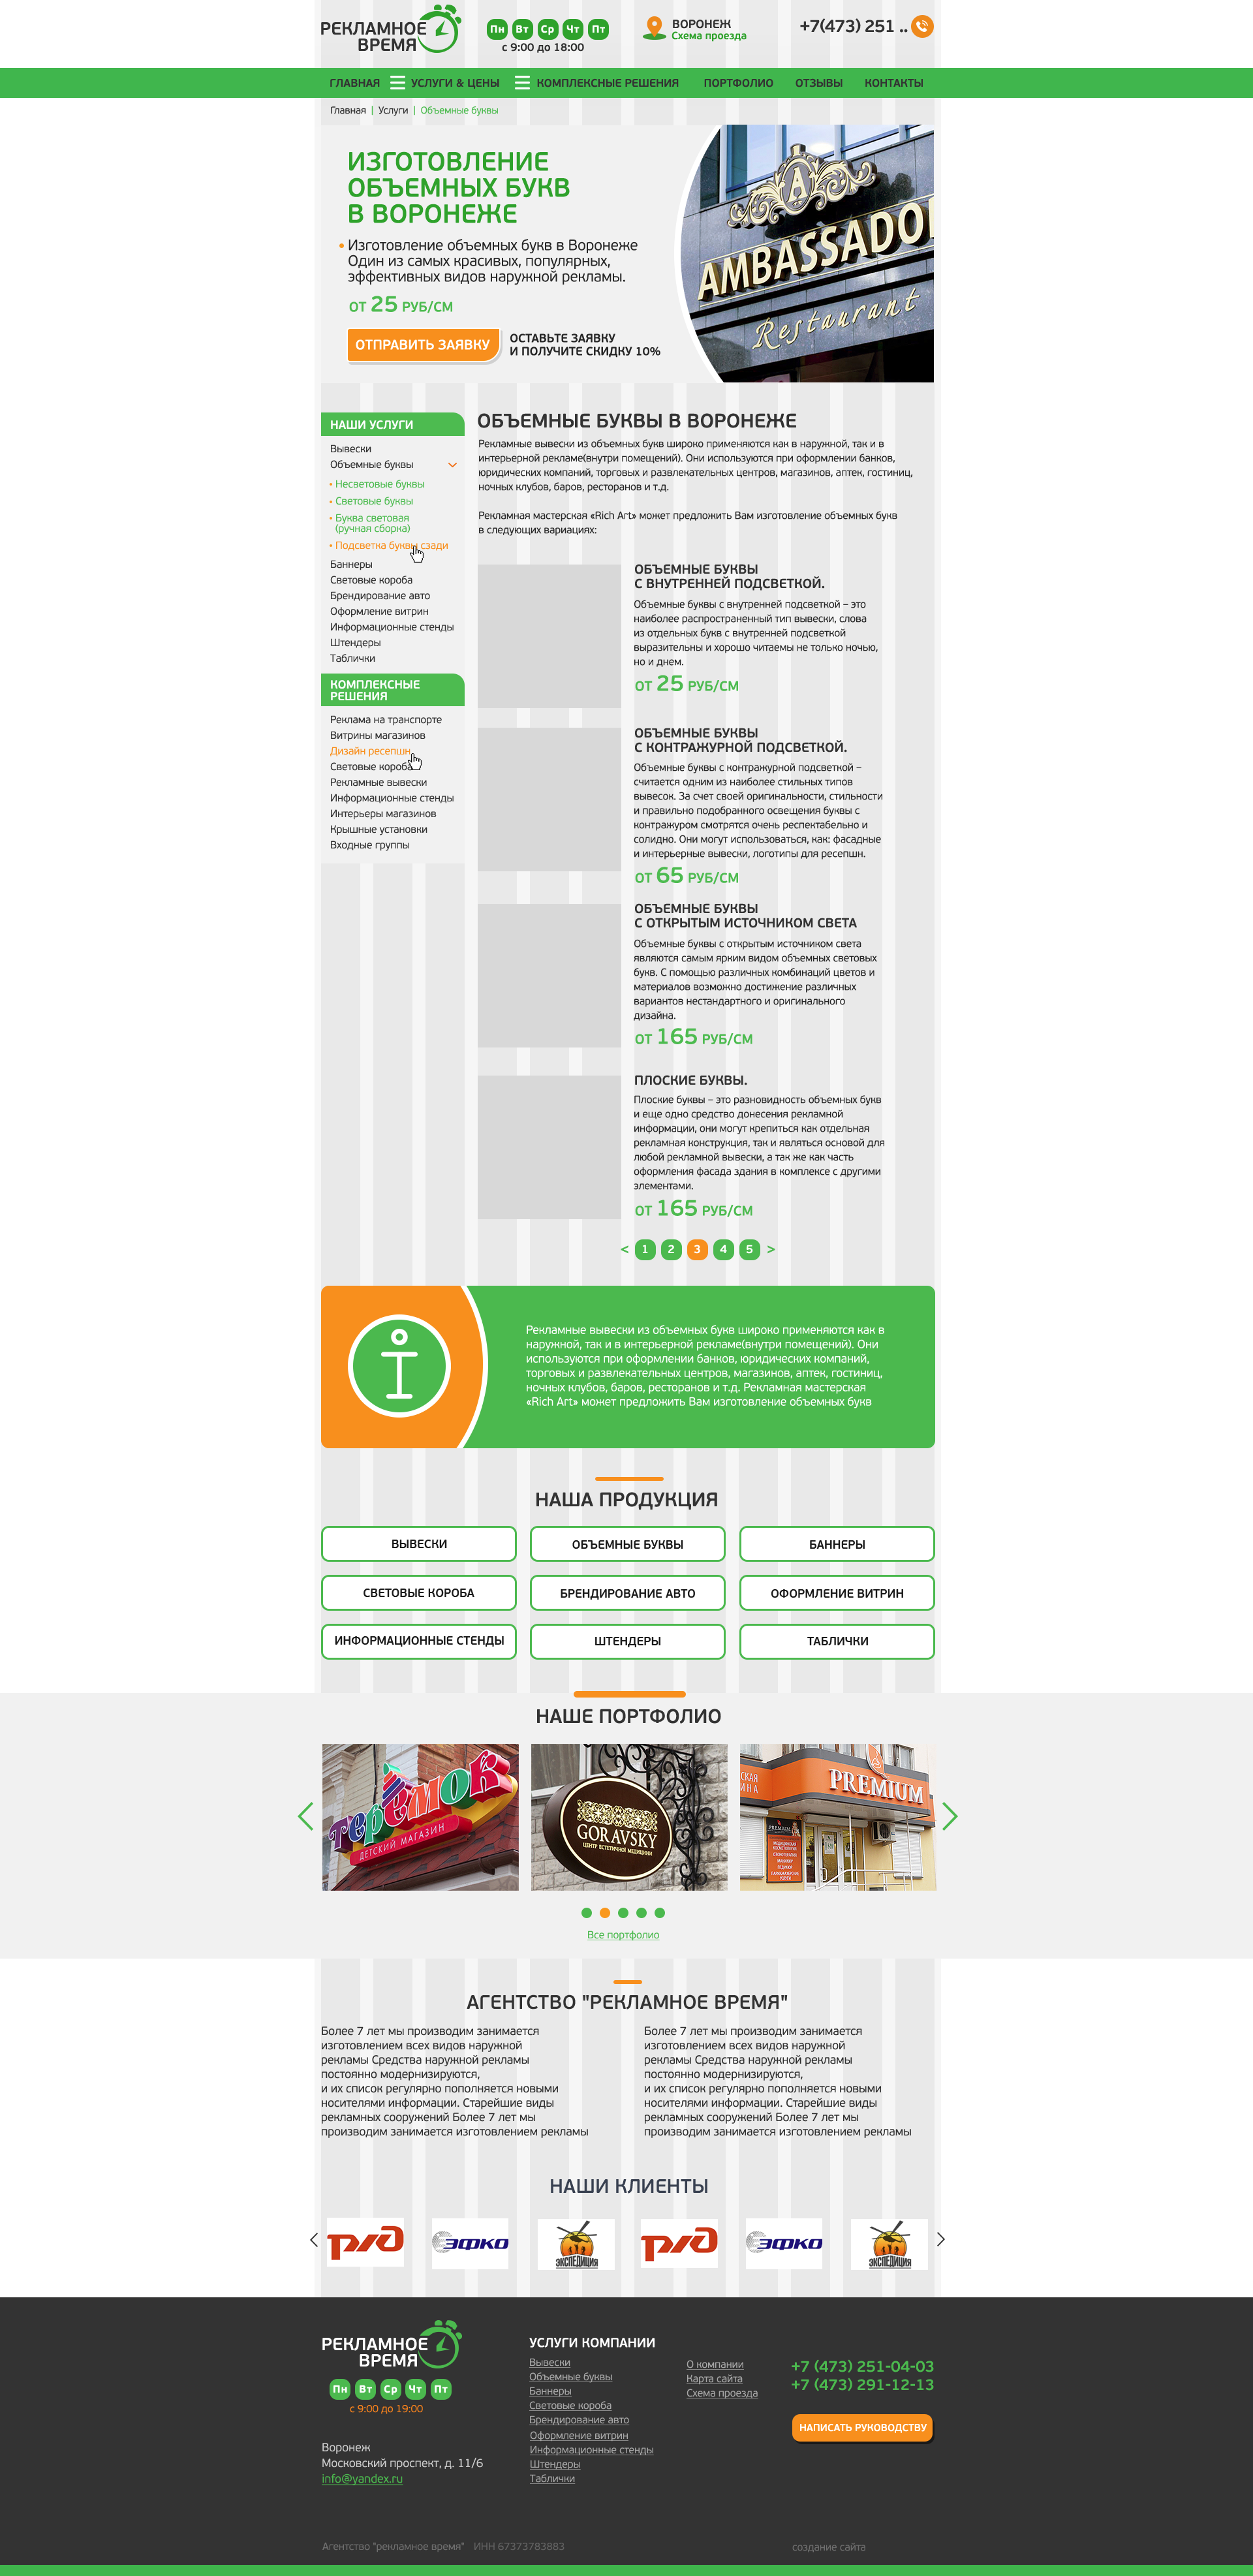 РЕКЛАМНОЕ
ВРЕМЯ
Пн Вт Ср Чт Пт
с 9:00 до 18:00
ВОРОНЕЖ
Схема проезда
+7(473) 251 ..
ГЛАВНАЯ УСЛУГИ & ЦЕНЫ КОМПЛЕКСНЫЕ РЕШЕНИЯ ПОРТФОЛИО ОТЗЫВЫ КОНТАКТЫ
Главная | Услуги | Объемные буквы
ИЗГОТОВЛЕНИЕ
ОБЪЕМНЫХ БУКВ
В ВОРОНЕЖЕ
Изготовление объемных букв в Воронеже
Один из самых красивых, популярных,
эффективных видов наружной рекламы.
ОТ 25 РУБ/СМ
ОТПРАВИТЬ ЗАЯВКУ
ОСТАВЬТЕ ЗАЯВКУ
И ПОЛУЧИТЕ СКИДКУ 10%
A
AMBASSADOR
Restaurant
НАШИ УСЛУГИ
Вывески
Объемные буквы
Несветовые буквы
Световые буквы
Буква световая
(ручная сборка)
Подсветка буквы сзади
Баннеры
Световые короба
Брендирование авто
Оформление витрин
Информационные стенды
Штендеры
Таблички
КОМПЛЕКСНЫЕ
РЕШЕНИЯ
Реклама на транспорте
Витрины магазинов
Дизайн ресепшн
Световые короба
Рекламные вывески
Информационные стенды
Интерьеры магазинов
Крышные установки
Входные группы
ОБЪЕМНЫЕ БУКВЫ В ВОРОНЕЖЕ
Рекламные вывески из объемных букв широко применяются как в наружной, так и в
интерьерной рекламе(внутри помещений). Они используются при оформлении банков,
юридических компаний, торговых и развлекательных центров, магазинов, аптек, гостиниц,
ночных клубов, баров, ресторанов и т.д.
Рекламная мастерская «Rich Art» может предложить Вам изготовление объемных букв
в следующих вариациях:
ОБЪЕМНЫЕ БУКВЫ
С ВНУТРЕННЕЙ ПОДСВЕТКОЙ.
Объемные буквы с внутренней подсветкой – это
наиболее распространенный тип вывески, слова
из отдельных букв с внутренней подсветкой
выразительны и хорошо читаемы не только ночью,
но и днем.
ОТ 25 РУБ/СМ
ОБЪЕМНЫЕ БУКВЫ
С КОНТРАЖУРНОЙ ПОДСВЕТКОЙ.
Объемные буквы с контражурной подсветкой –
считается одним из наиболее стильных типов
вывесок. За счет своей оригинальности, стильности
и правильно подобранного освещения буквы с
контражуром смотрятся очень респектабельно и
солидно. Они могут использоваться, как: фасадные
и интерьерные вывески, логотипы для ресепшн.
ОТ 65 РУБ/СМ
ОБЪЕМНЫЕ БУКВЫ
С ОТКРЫТЫМ ИСТОЧНИКОМ СВЕТА
Объемные буквы с открытым источником света
являются самым ярким видом объемных световых
букв. С помощью различных комбинаций цветов и
материалов возможно достижение различных
вариантов нестандартного и оригинального
дизайна.
ОТ 165 РУБ/СМ
ПЛОСКИЕ БУКВЫ.
Плоские буквы – это разновидность объемных букв
и еще одно средство донесения рекламной
информации, они могут крепиться как отдельная
рекламная конструкция, так и являться основой для
любой рекламной вывески, а так же как часть
оформления фасада здания в комплексе с другими
элементами.
ОТ 165 РУБ/СМ
< 1 2 3 4 5 >
Рекламные вывески из объемных букв широко применяются как в
наружной, так и в интерьерной рекламе(внутри помещений). Они
используются при оформлении банков, юридических компаний,
торговых и развлекательных центров, магазинов, аптек, гостиниц,
ночных клубов, баров, ресторанов и т.д. Рекламная мастерская
«Rich Art» может предложить Вам изготовление объемных букв
НАША ПРОДУКЦИЯ
ВЫВЕСКИ ОБЪЕМНЫЕ БУКВЫ БАННЕРЫ
СВЕТОВЫЕ КОРОБА БРЕНДИРОВАНИЕ АВТО ОФОРМЛЕНИЕ ВИТРИН
ИНФОРМАЦИОННЫЕ СТЕНДЫ ШТЕНДЕРЫ ТАБЛИЧКИ
НАШЕ ПОРТФОЛИО
Теремок
ДЕТСКИЙ МАГАЗИН
GORAVSKY
ЦЕНТР ЕСТЕТИЧНОЇ МЕДИЦИНИ
СКАЯ
ИНА
PREMIUM
PREMIUM
Все портфолио
АГЕНТСТВО "РЕКЛАМНОЕ ВРЕМЯ"
Более 7 лет мы производим занимается
изготовлением всех видов наружной
рекламы Средства наружной рекламы
постоянно модернизируются,
и их список регулярно пополняется новыми
носителями информации. Старейшие виды
рекламных сооружений Более 7 лет мы
производим занимается изготовлением рекламы
Более 7 лет мы производим занимается
изготовлением всех видов наружной
рекламы Средства наружной рекламы
постоянно модернизируются,
и их список регулярно пополняется новыми
носителями информации. Старейшие виды
рекламных сооружений Более 7 лет мы
производим занимается изготовлением рекламы
НАШИ КЛИЕНТЫ
ржд ЭФКО ЭКСПЕДИЦИЯ ржд ЭФКО ЭКСПЕДИЦИЯ
РЕКЛАМНОЕ
ВРЕМЯ
Пн Вт Ср Чт Пт
с 9:00 до 19:00
Воронеж
Московский проспект, д. 11/6
info@yandex.ru
УСЛУГИ КОМПАНИИ
Вывески
Объемные буквы
Баннеры
Световые короба
Брендирование авто
Оформление витрин
Информационные стенды
Штендеры
Таблички
О компании
Карта сайта
Схема проезда
+7 (473) 251-04-03
+7 (473) 291-12-13
НАПИСАТЬ РУКОВОДСТВУ
Агентство "рекламное время" ИНН 67373783883
создание сайта